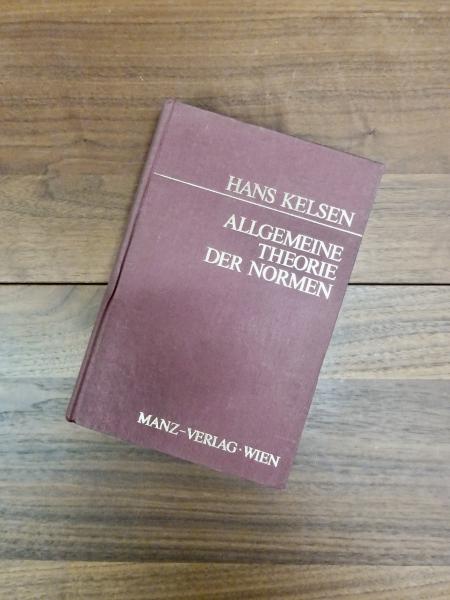 HANS KELSEN
ALLGEMEINE
THEORIE
DER NORMEN
MANZ-VERLAG · WIEN